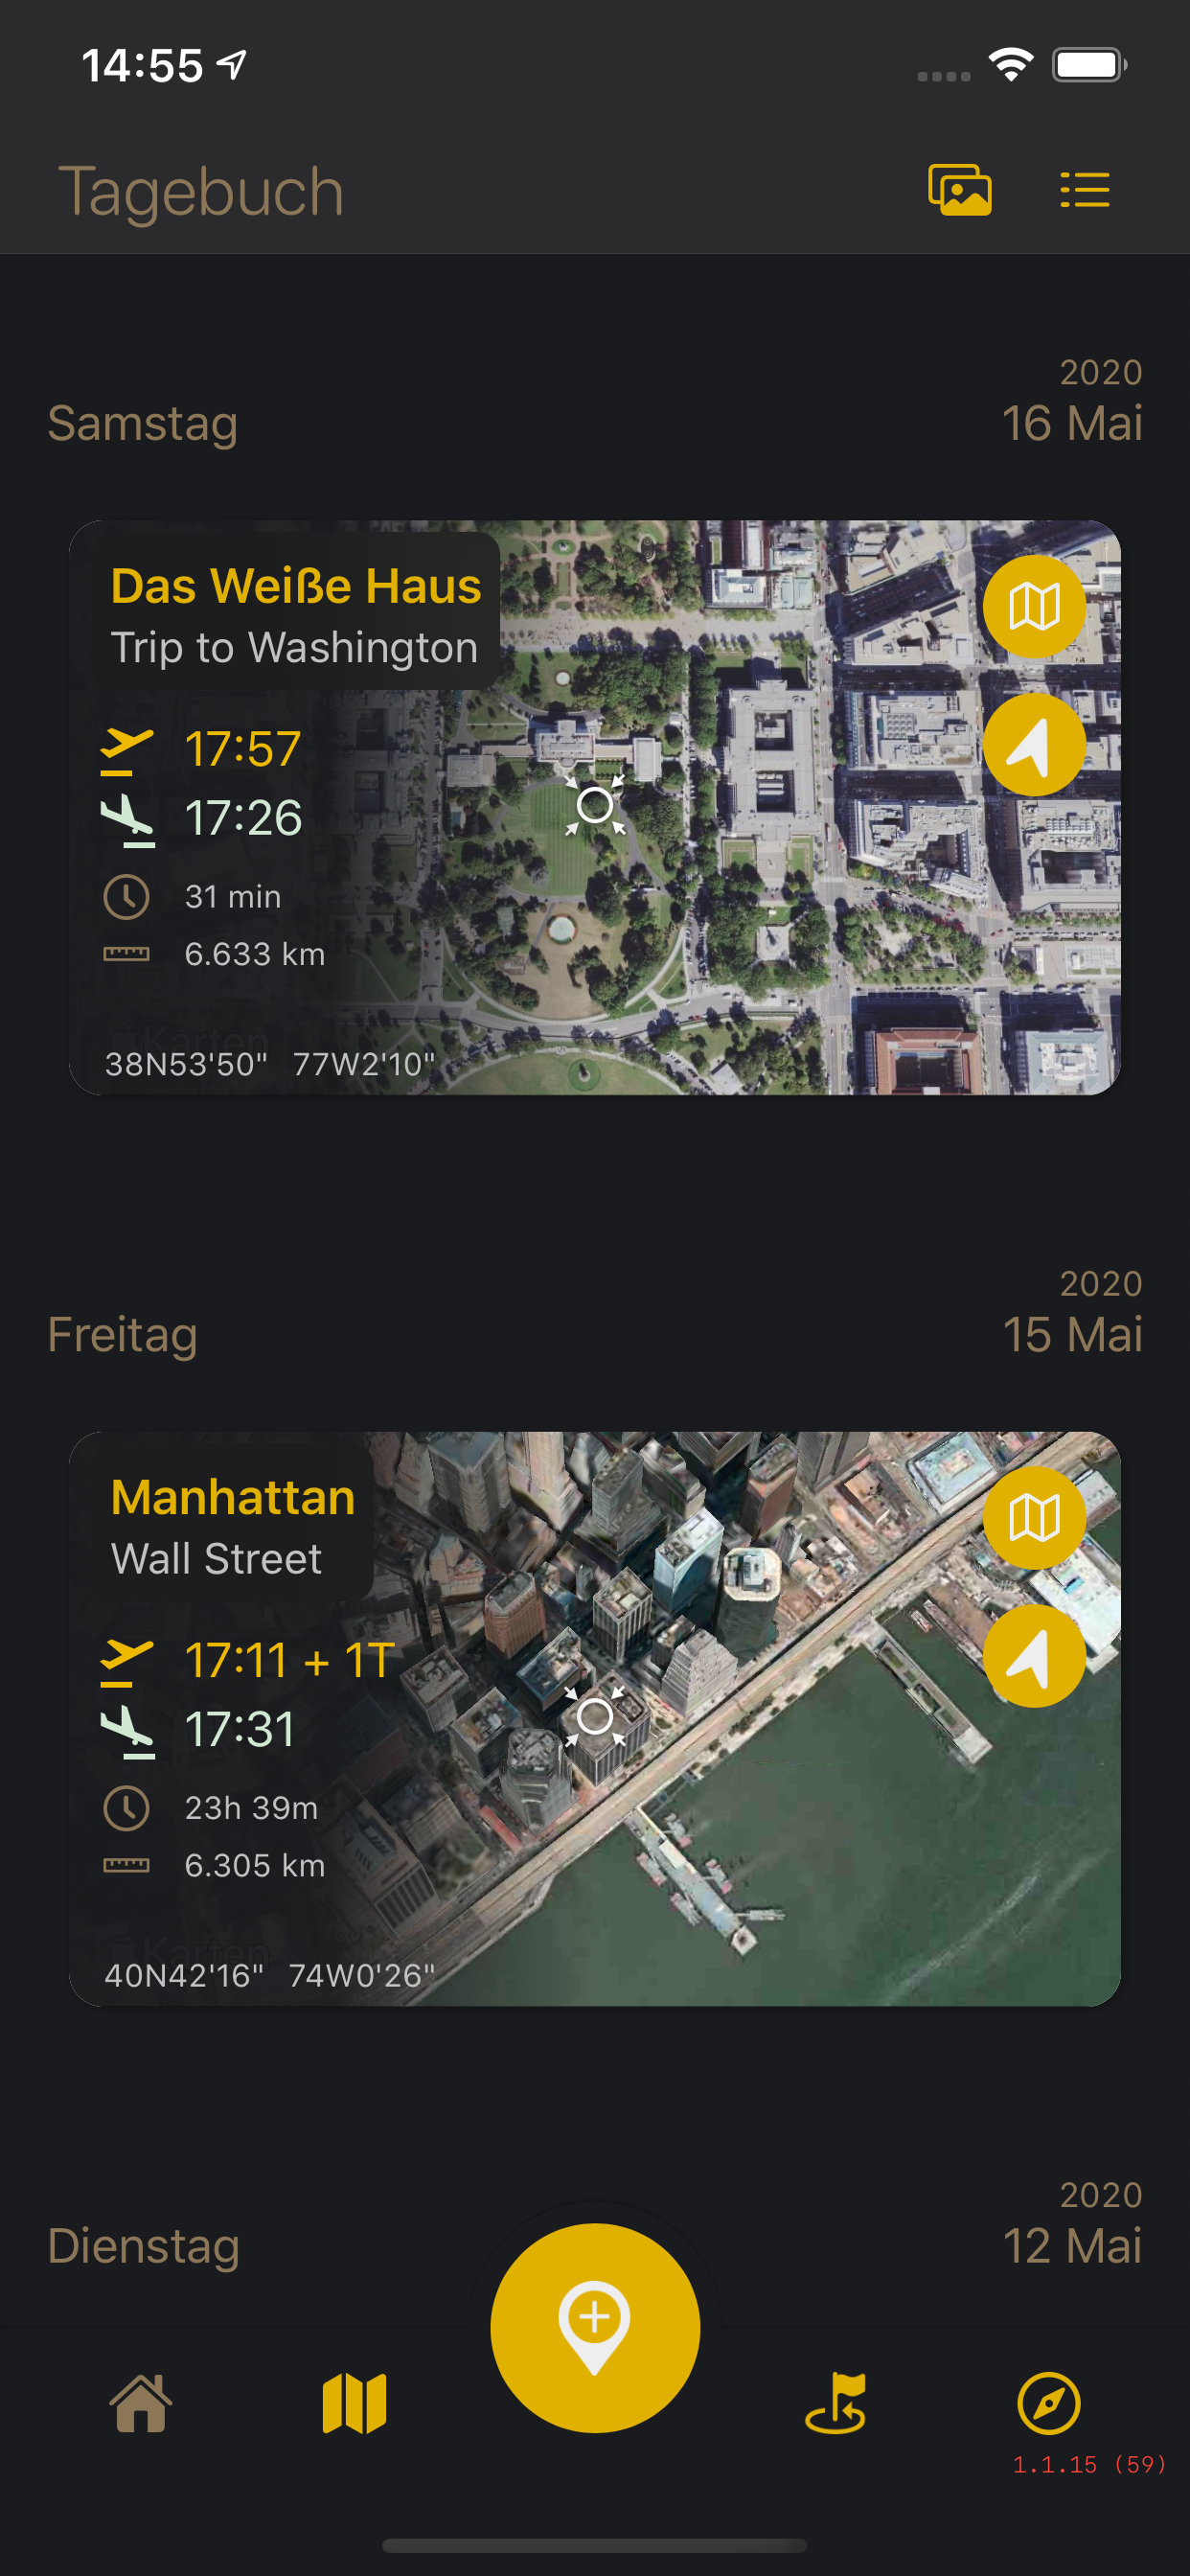 14:55
Tagebuch
2020
Samstag 16 Mai
Das Weiße Haus
Trip to Washington
17:57
17:26
31 min
6.633 km
Karten
38N53'50" 77W2'10"
2020
Freitag 15 Mai
Manhattan
Wall Street
17:11 + 1T
17:31
23h 39m
6.305 km
Karten
40N42'16" 74W0'26"
2020
Dienstag 12 Mai
1.1.15 (59)